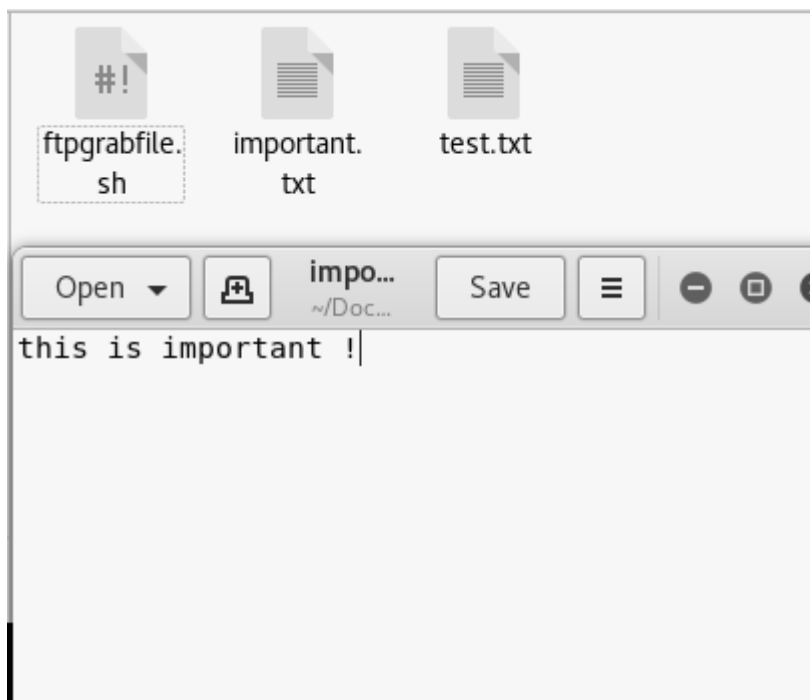 #!
ftpgrabfile.
sh
important.
txt
test.txt
Open
impo...
~/Doc...
Save
this is important !